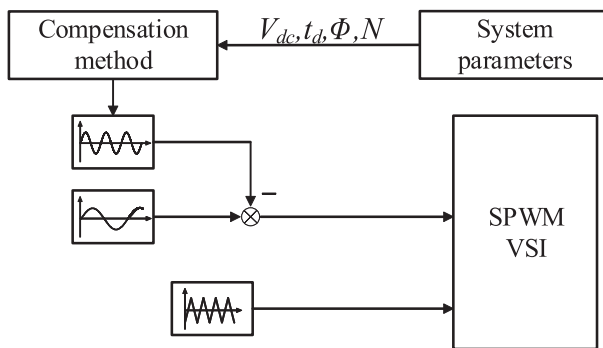 Compensation
method
V_dc,t_d,Φ,N
System
parameters
−
SPWM
VSI